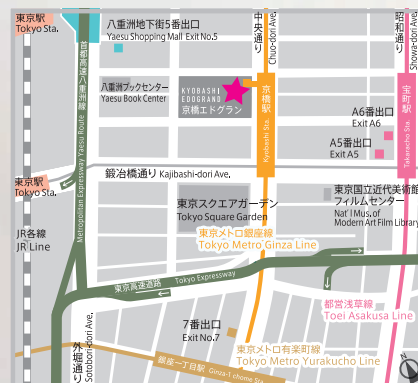 東京駅
Tokyo Sta.
八重洲地下街5番出口
Yaesu Shopping Mall Exit No.5
中央通り
Chuo-dori Ave.
昭和通り
Showa-dori Ave.
首都高速八重洲線
Metropolitan Expressway Yaesu Route
八重洲ブックセンター
Yaesu Book Center
KYOBASHI
EDOGRAND
京橋エドグラン
京橋駅
Kyobashi Sta.
宝町駅
Takaracho Sta.
A6番出口
Exit A6
A5番出口
Exit A5
鍛冶橋通り Kajibashi-dori Ave.
東京駅
Tokyo Sta.
東京スクエアガーデン
Tokyo Square Garden
東京国立近代美術館
フィルムセンター
Nat'l Mus. of
Modern Art Film Library
JR各線
JR Line
東京メトロ銀座線
Tokyo Metro Ginza Line
東京高速道路 Tokyo Expressway
都営浅草線
Toei Asakusa Line
7番出口
Exit No.7
外堀通り
Sotobori-dori Ave.
東京メトロ有楽町線
Tokyo Metro Yurakucho Line
銀座一丁目駅 Ginza-1 chome Sta.
N